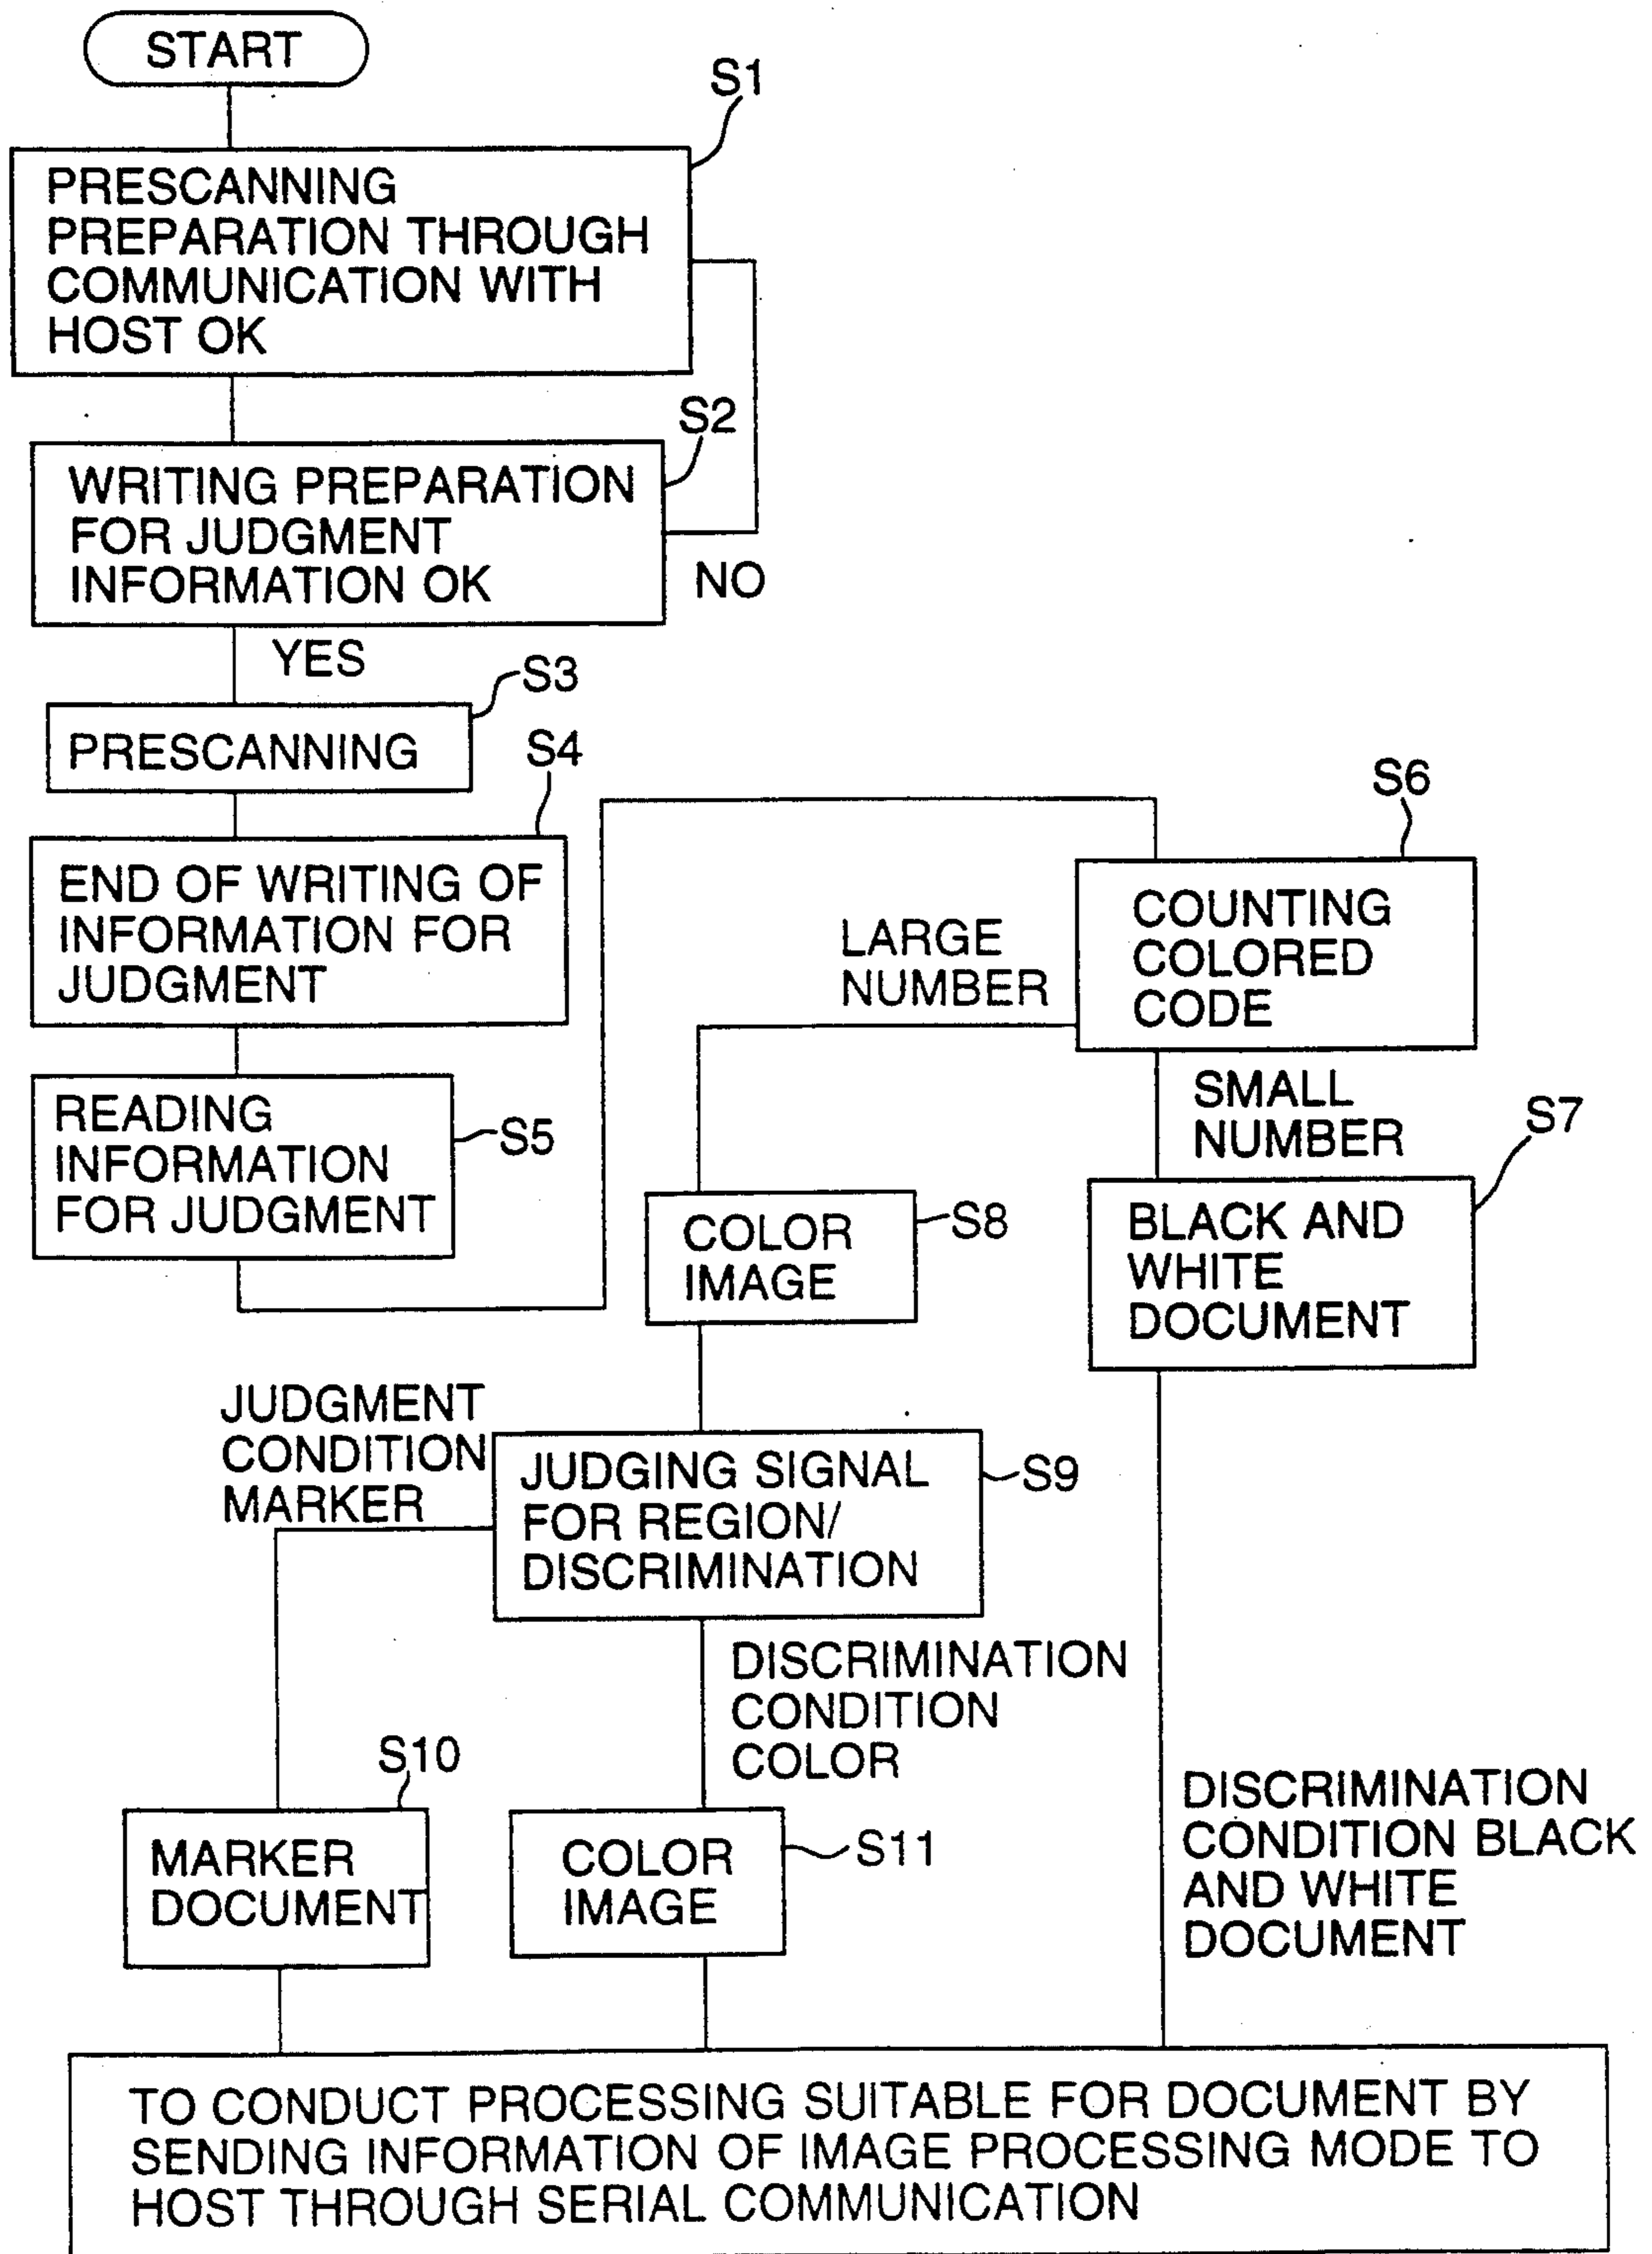 START
S1
PRESCANNING
PREPARATION THROUGH
COMMUNICATION WITH
HOST OK
S2
WRITING PREPARATION
FOR JUDGMENT
INFORMATION OK
NO
YES
S3
PRESCANNING
S4
END OF WRITING OF
INFORMATION FOR
JUDGMENT
READING
INFORMATION
FOR JUDGMENT
S5
S6
COUNTING
COLORED
CODE
LARGE
NUMBER
SMALL
NUMBER
S7
BLACK AND
WHITE
DOCUMENT
COLOR
IMAGE
S8
JUDGMENT
CONDITION
MARKER
JUDGING SIGNAL
FOR REGION/
DISCRIMINATION
S9
DISCRIMINATION
CONDITION
COLOR
S10
MARKER
DOCUMENT
COLOR
IMAGE
S11
DISCRIMINATION
CONDITION BLACK
AND WHITE
DOCUMENT
TO CONDUCT PROCESSING SUITABLE FOR DOCUMENT BY
SENDING INFORMATION OF IMAGE PROCESSING MODE TO
HOST THROUGH SERIAL COMMUNICATION